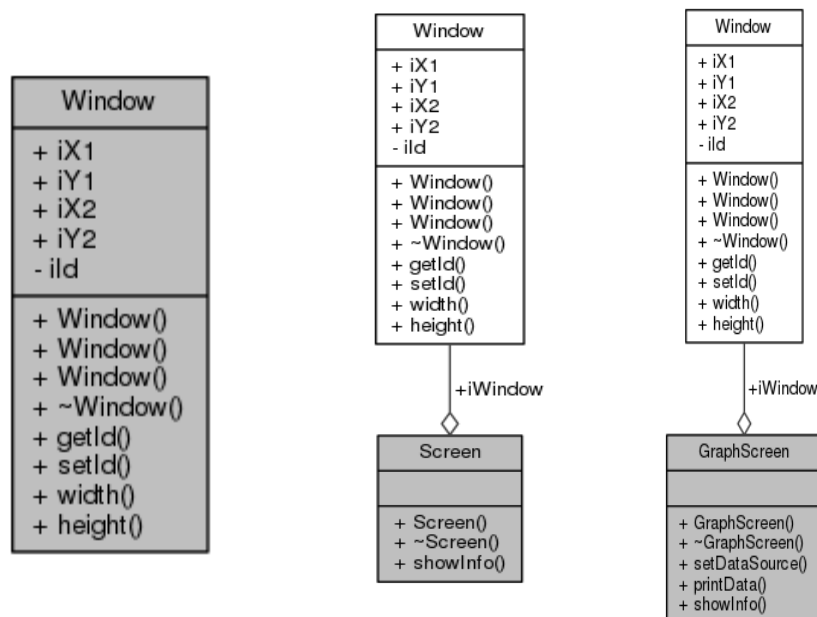 Window
+ iX1
+ iY1
+ iX2
+ iY2
- iId
+ Window()
+ Window()
+ Window()
+ ~Window()
+ getId()
+ setId()
+ width()
+ height()
Window
+ iX1
+ iY1
+ iX2
+ iY2
- iId
+ Window()
+ Window()
+ Window()
+ ~Window()
+ getId()
+ setId()
+ width()
+ height()
+iWindow
Screen
+ Screen()
+ ~Screen()
+ showInfo()
Window
+ iX1
+ iY1
+ iX2
+ iY2
- iId
+ Window()
+ Window()
+ Window()
+ ~Window()
+ getId()
+ setId()
+ width()
+ height()
+iWindow
GraphScreen
+ GraphScreen()
+ ~GraphScreen()
+ setDataSource()
+ printData()
+ showInfo()